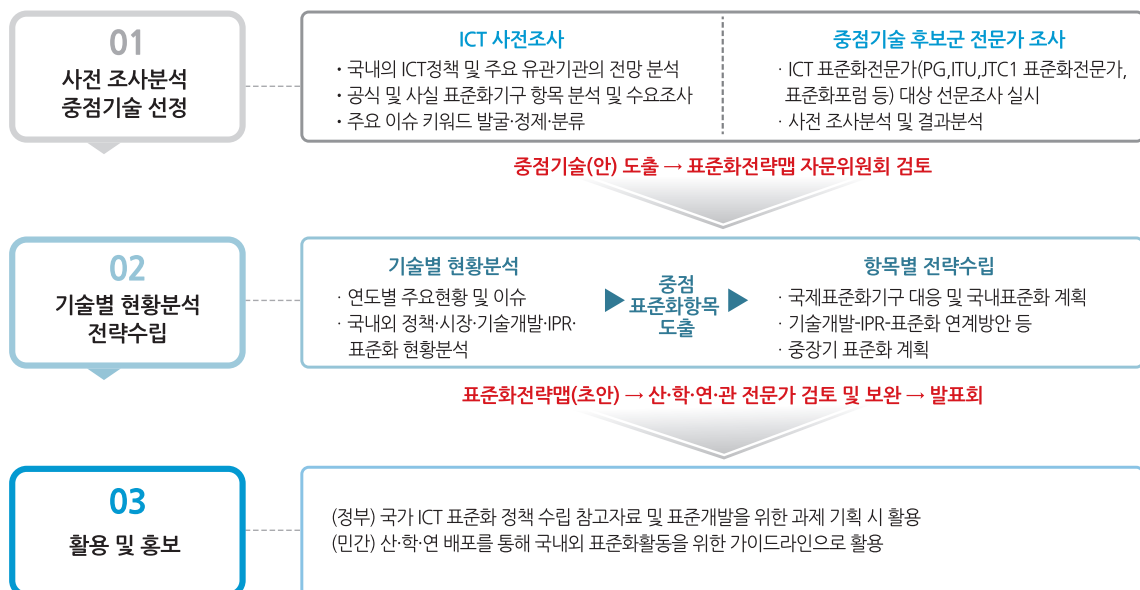 01
사전 조사분석
중점기술 선정
ICT 사전조사
• 국내의 ICT정책 및 주요 유관기관의 전망 분석
• 공식 및 사실 표준화기구 항목 분석 및 수요조사
• 주요 이슈 키워드 발굴·정제·분류
중점기술 후보군 전문가 조사
· ICT 표준화전문가(PG,ITU,JTC1 표준화전문가,
표준화포럼 등) 대상 선문조사 실시
· 사전 조사분석 및 결과분석
중점기술(안) 도출 → 표준화전략맵 자문위원회 검토
02
기술별 현황분석
전략수립
기술별 현황분석
· 연도별 주요현황 및 이슈
· 국내외 정책·시장·기술개발·IPR·
표준화 현황분석
중점
표준화항목
도출
항목별 전략수립
· 국제표준화기구 대응 및 국내표준화 계획
· 기술개발-IPR-표준화 연계방안 등
· 중장기 표준화 계획
표준화전략맵(초안) → 산·학·연·관 전문가 검토 및 보완 → 발표회
03
활용 및 홍보
(정부) 국가 ICT 표준화 정책 수립 참고자료 및 표준개발을 위한 과제 기획 시 활용
(민간) 산·학·연 배포를 통해 국내외 표준화활동을 위한 가이드라인으로 활용